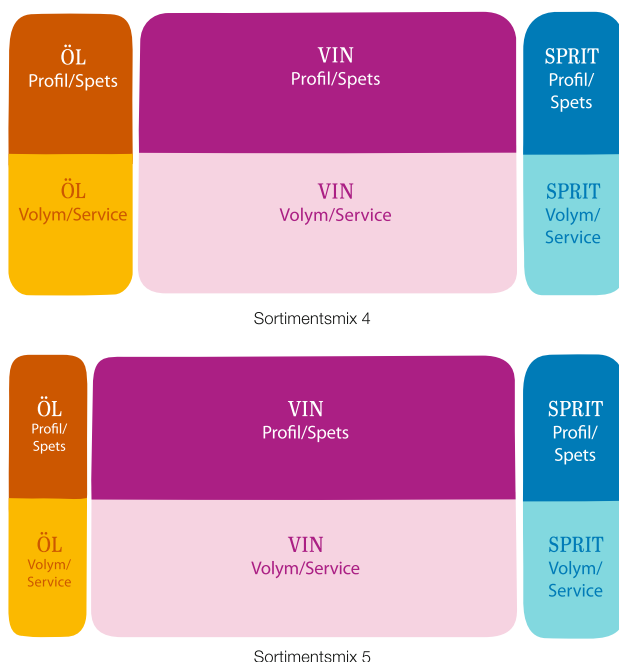 ÖL
Profil/Spets
VIN
Profil/Spets
SPRIT
Profil/
Spets
ÖL
Volym/Service
VIN
Volym/Service
SPRIT
Volym/
Service
Sortimentsmix 4
ÖL
Profil/
Spets
VIN
Profil/Spets
SPRIT
Profil/
Spets
ÖL
Volym/
Service
VIN
Volym/Service
SPRIT
Volym/
Service
Sortimentsmix 5